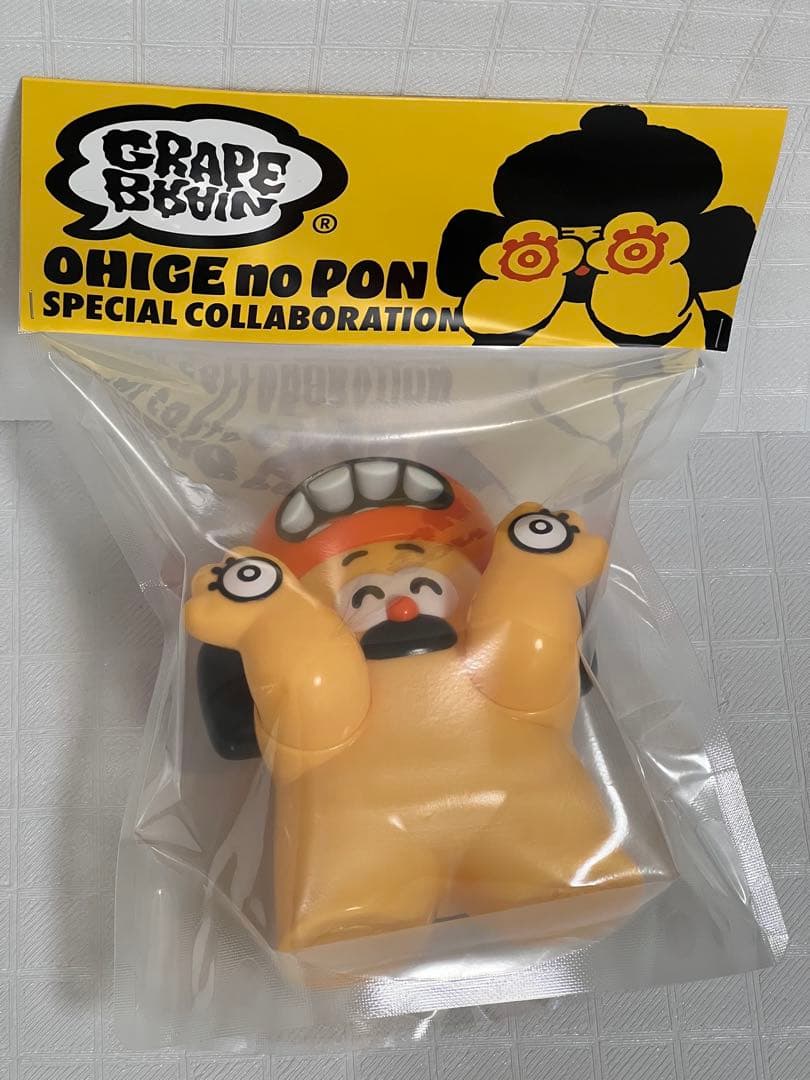 GRAPE
BRAIN
®
OHIGE no PON
SPECIAL COLLABORATION